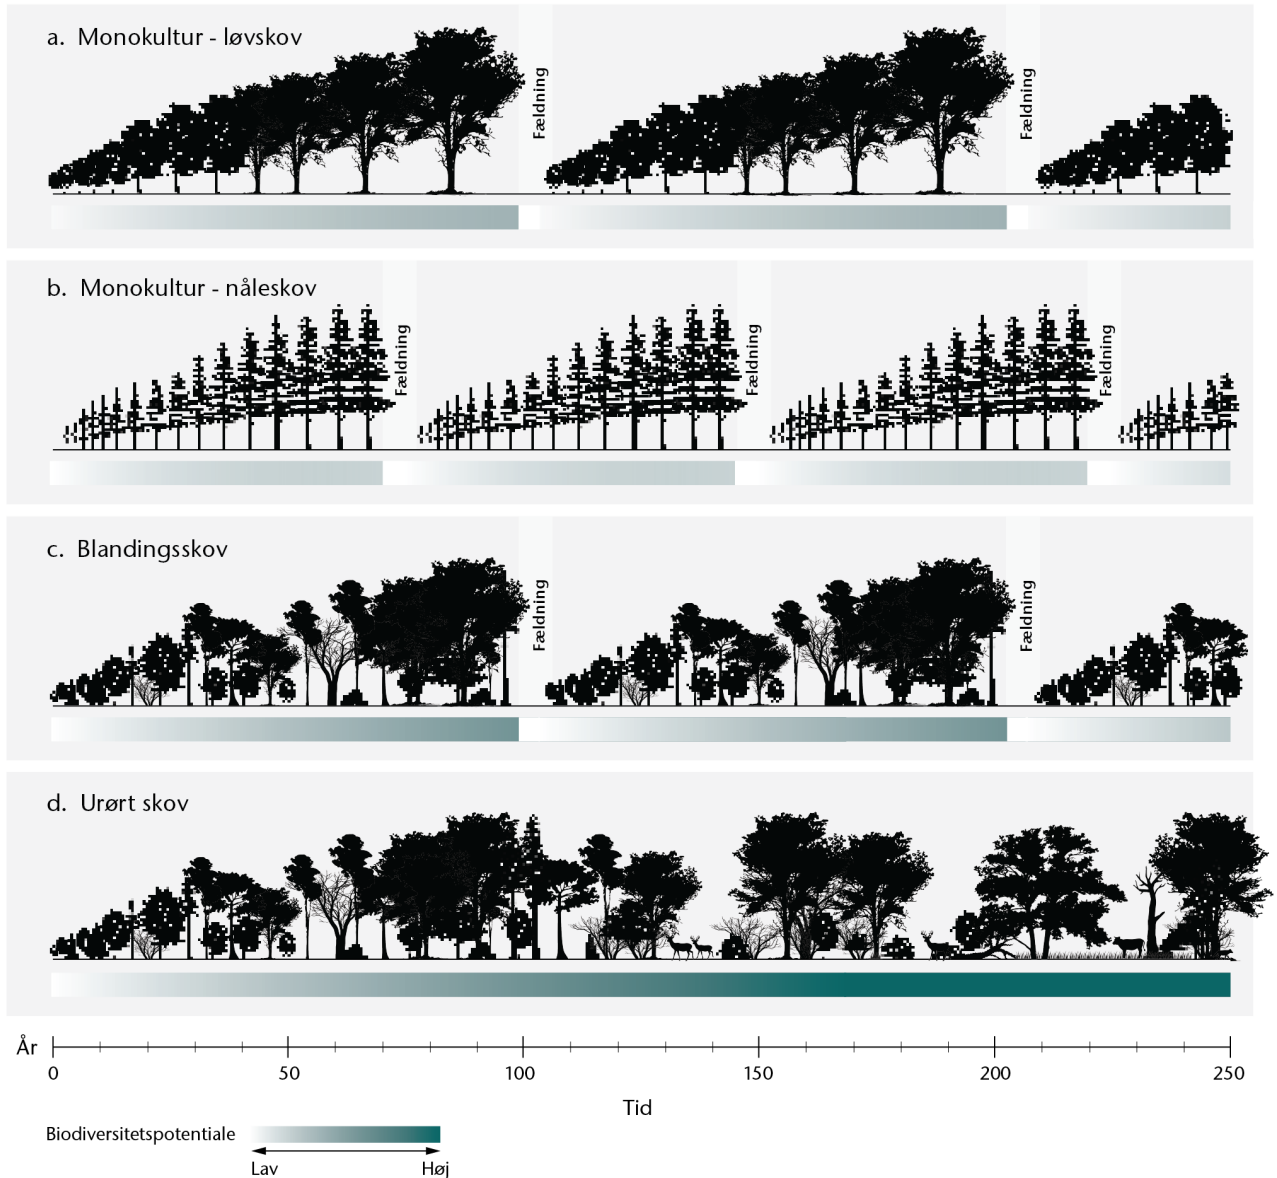 a. Monokultur - løvskov
Fældning
Fældning
b. Monokultur - nåleskov
Fældning
Fældning
Fældning
c. Blandingsskov
Fældning
Fældning
d. Urørt skov
År
0 50 100 150 200 250
Tid
Biodiversitetspotentiale
Lav Høj